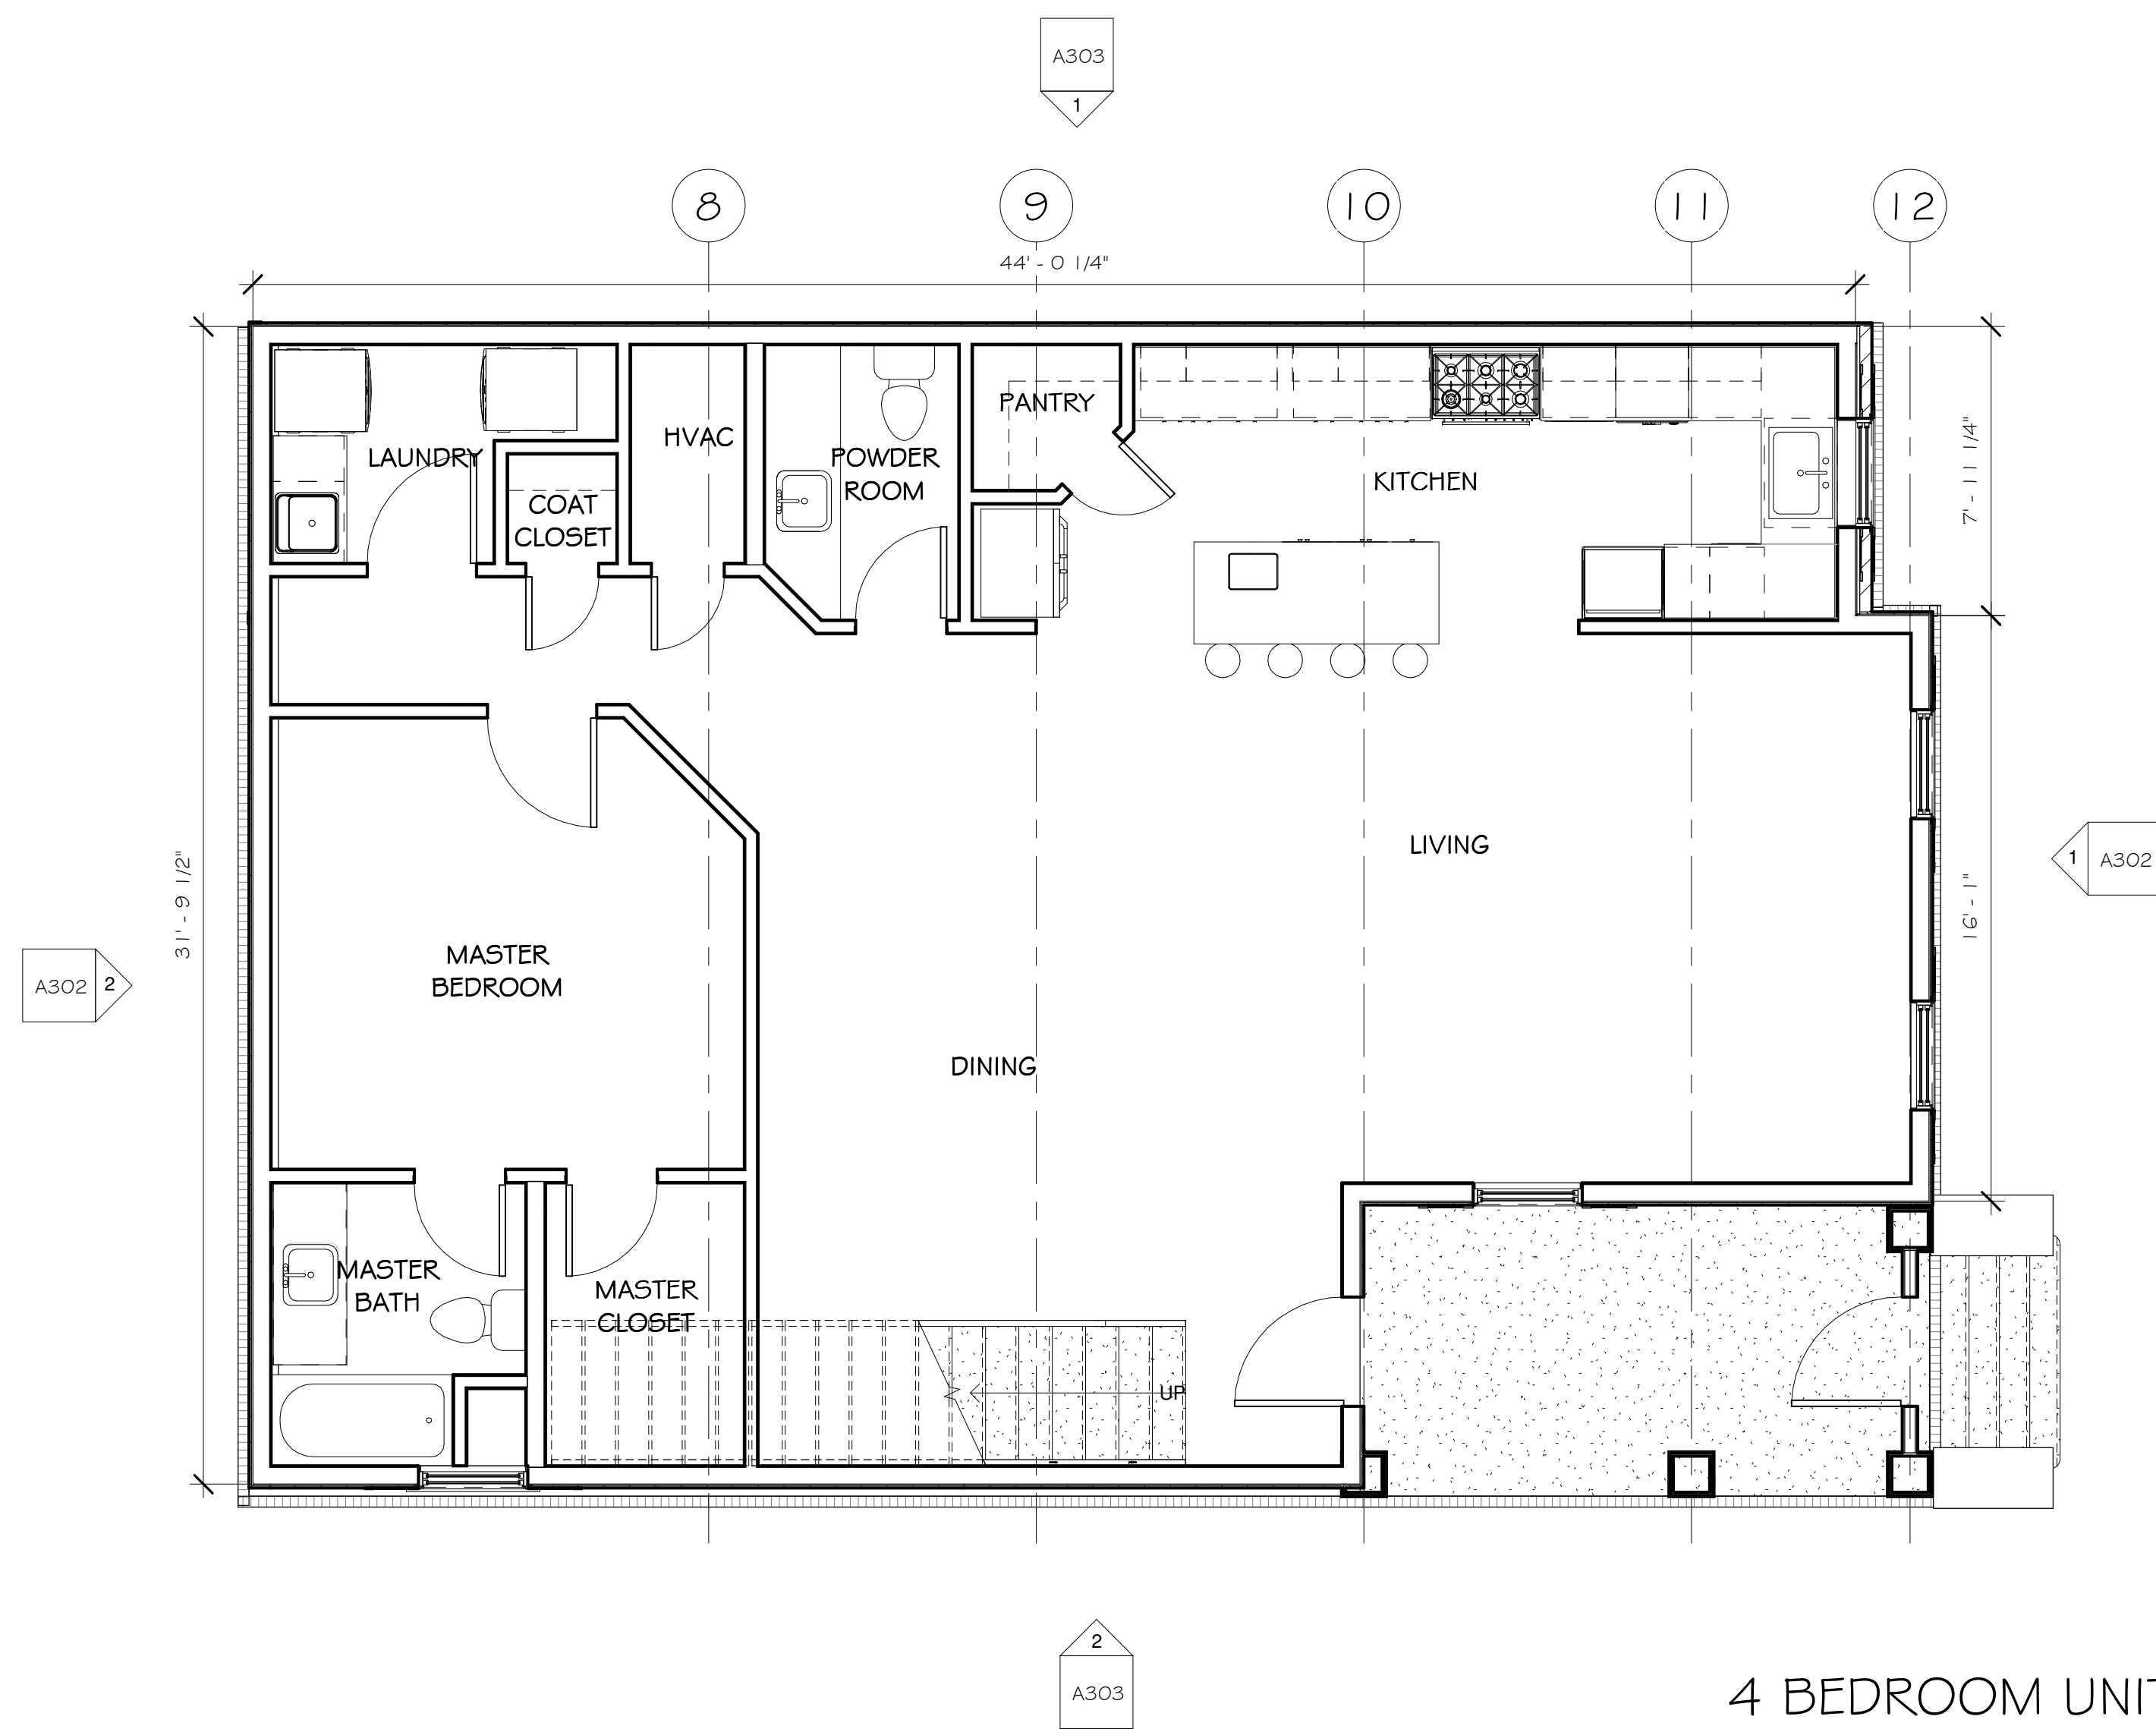 A303
1
8
9
10
11
12
44' - 0 1/4"
PANTRY
HVAC
LAUNDRY
POWDER
ROOM
KITCHEN
7' - 11 1/4"
COAT
CLOSET
LIVING
1
A302
31' - 9 1/2"
16' - 1"
MASTER
BEDROOM
A302
2
DINING
MASTER
BATH
MASTER
CLOSET
UP
2
A303
4 BEDROOM UNIT